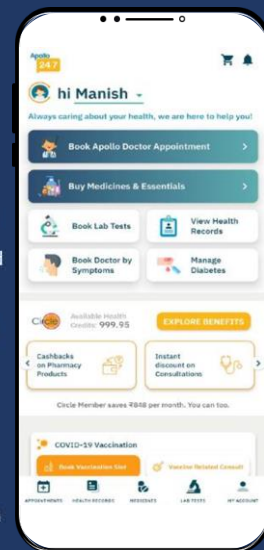 Apollo
247
hi Manish
Always caring about your health, we are here to help you!
Book Apollo Doctor Appointment
Buy Medicines & Essentials
Book Lab Tests
View Health
Records
Book Doctor by
Symptoms
Manage
Diabetes
Circle
Available Health
Credits: 999.95
EXPLORE BENEFITS
Cashbacks
on Pharmacy
Products
Instant
discount on
Consultations
Circle Member saves ₹848 per month. You can too.
COVID-19 Vaccination
Book Vaccination Slot
Vaccine Related Consult
APPOINTMENTS
HEALTH RECORDS
MEDICINES
LAB TESTS
MY ACCOUNT